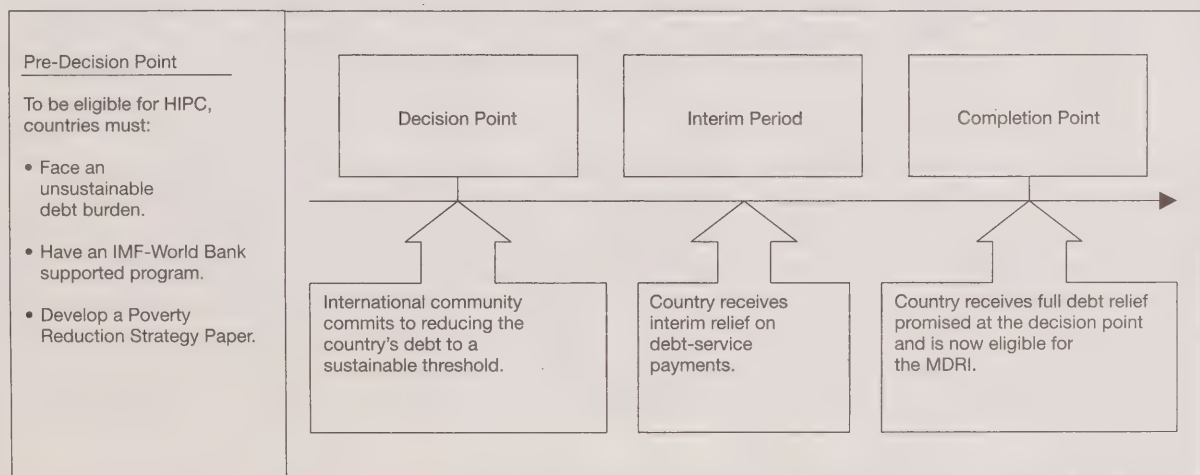 Pre-Decision Point
To be eligible for HIPC,
countries must:
• Face an
unsustainable
debt burden.
• Have an IMF-World Bank
supported program.
• Develop a Poverty
Reduction Strategy Paper.
Decision Point
Interim Period
Completion Point
International community
commits to reducing the
country's debt to a
sustainable threshold.
Country receives
interim relief on
debt-service
payments.
Country receives full debt relief
promised at the decision point
and is now eligible for
the MDRI.